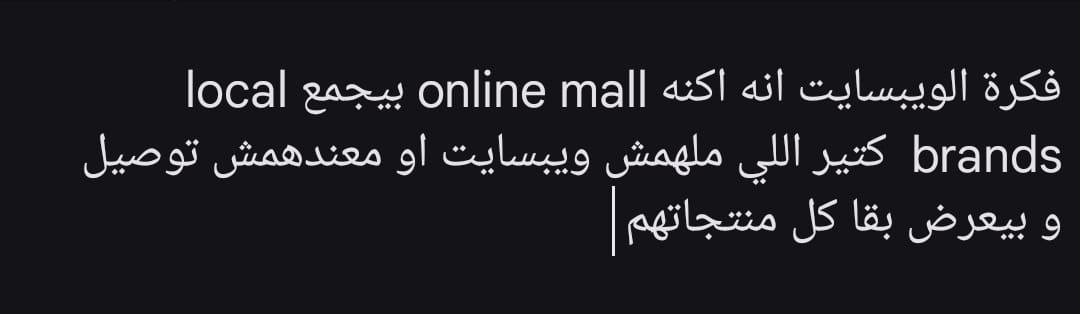 فكرة الويبسايت انه اكنه online mall بيجمع local
brands كتير اللي ملهمش ويبسايت او معندهمش توصيل
و بيعرض بقا كل منتجاتهم